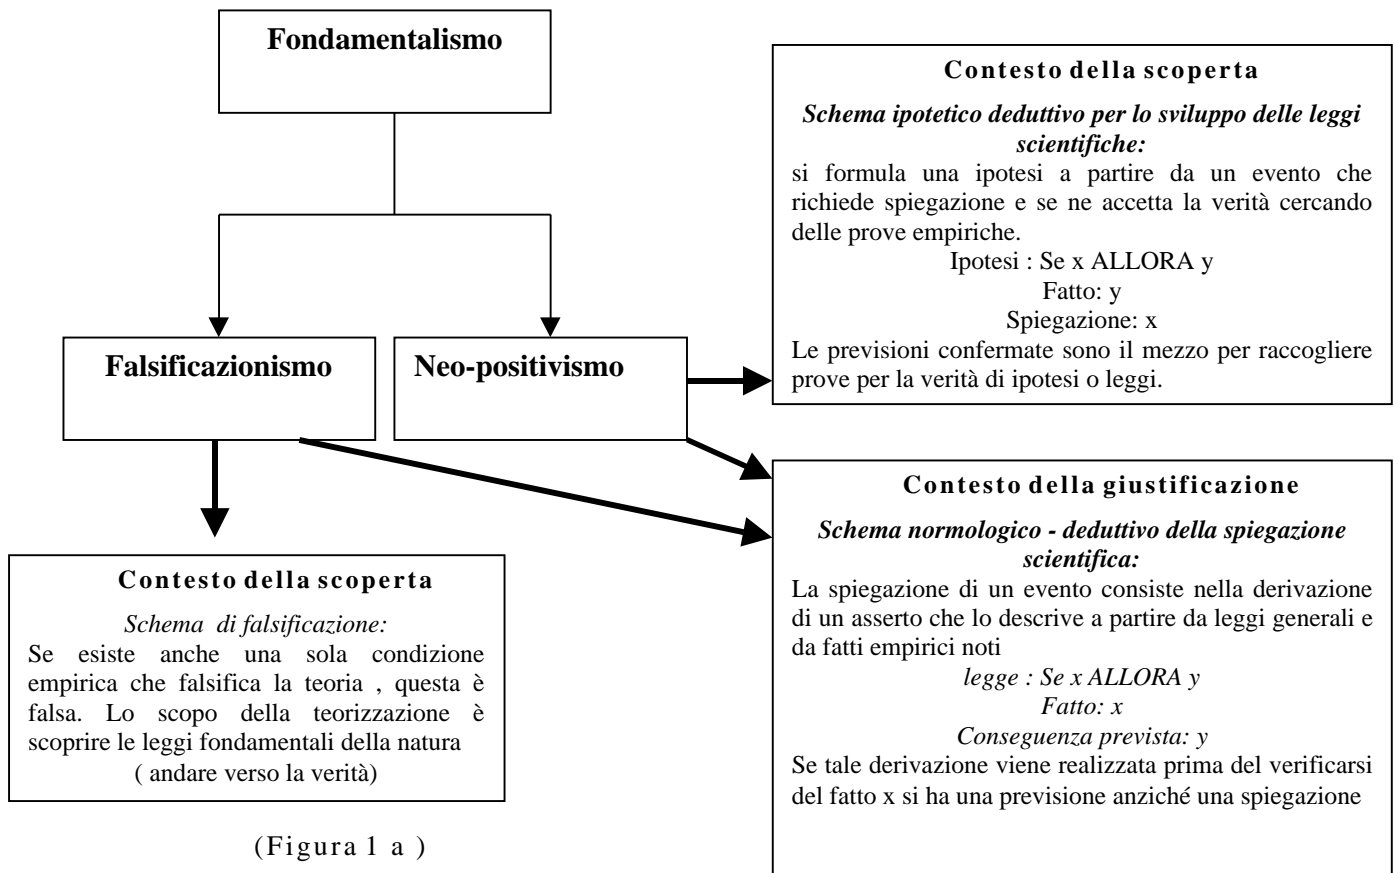 Fondamentalismo
Falsificazionismo
Neo-positivismo
Contesto della scoperta
Schema ipotetico deduttivo per lo sviluppo delle leggi
scientifiche:
si formula una ipotesi a partire da un evento che
richiede spiegazione e se ne accetta la verità cercando
delle prove empiriche.
Ipotesi : Se x ALLORA y
Fatto: y
Spiegazione: x
Le previsioni confermate sono il mezzo per raccogliere
prove per la verità di ipotesi o leggi.
Contesto della giustificazione
Schema normologico - deduttivo della spiegazione
scientifica:
La spiegazione di un evento consiste nella derivazione
di un asserto che lo descrive a partire da leggi generali e
da fatti empirici noti
legge : Se x ALLORA y
Fatto: x
Conseguenza prevista: y
Se tale derivazione viene realizzata prima del verificarsi
del fatto x si ha una previsione anziché una spiegazione
Contesto della scoperta
Schema di falsificazione:
Se esiste anche una sola condizione
empirica che falsifica la teoria , questa è
falsa. Lo scopo della teorizzazione è
scoprire le leggi fondamentali della natura
( andare verso la verità)
(Figura 1 a )